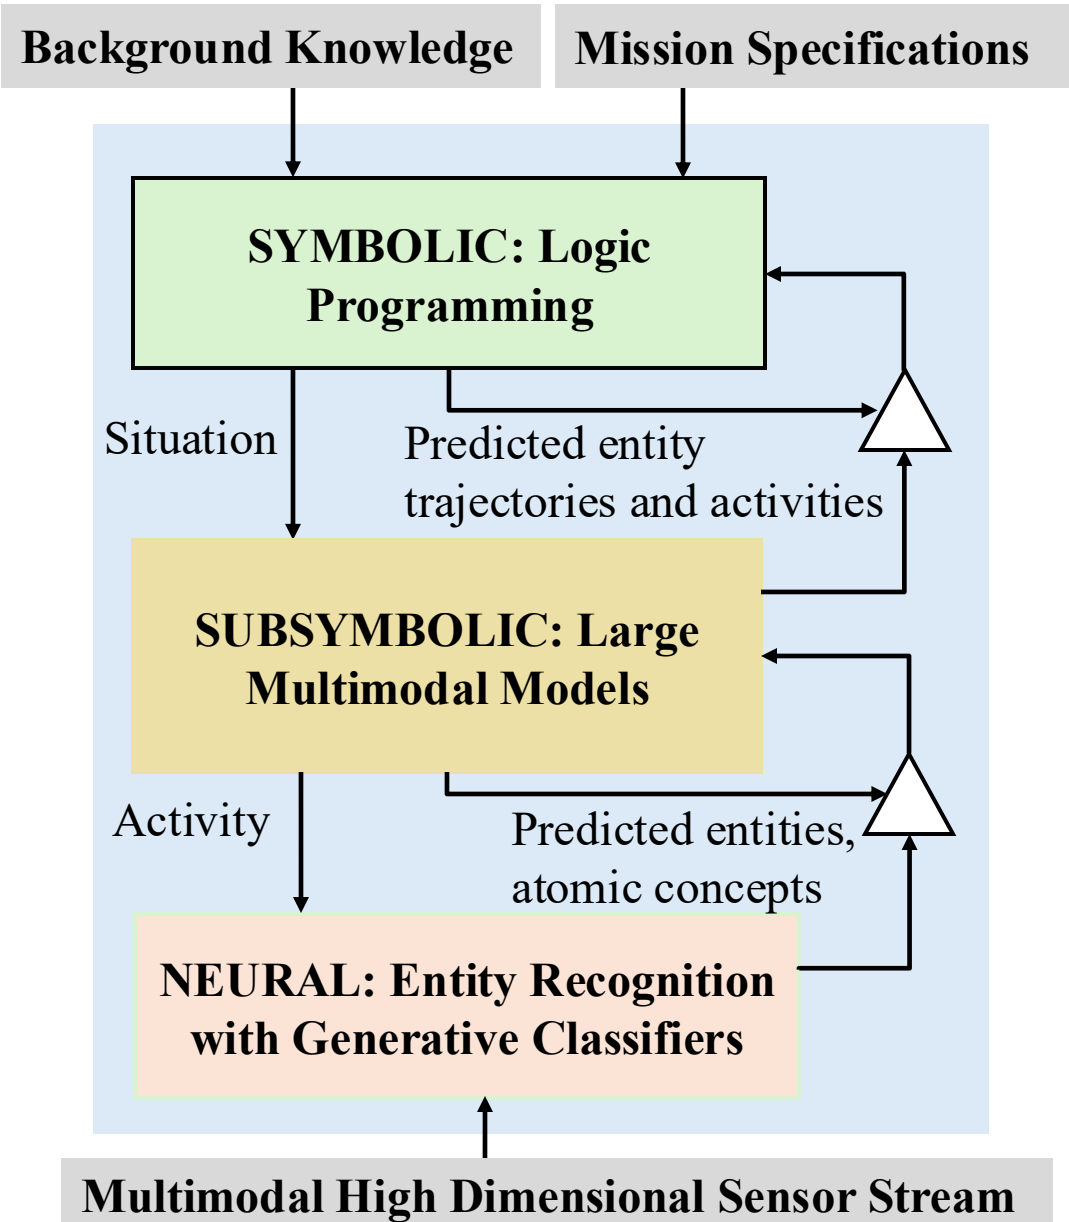 Background Knowledge
Mission Specifications
SYMBOLIC: Logic
Programming
Situation
Predicted entity
trajectories and activities
SUBSYMBOLIC: Large
Multimodal Models
Activity
Predicted entities,
atomic concepts
NEURAL: Entity Recognition
with Generative Classifiers
Multimodal High Dimensional Sensor Stream